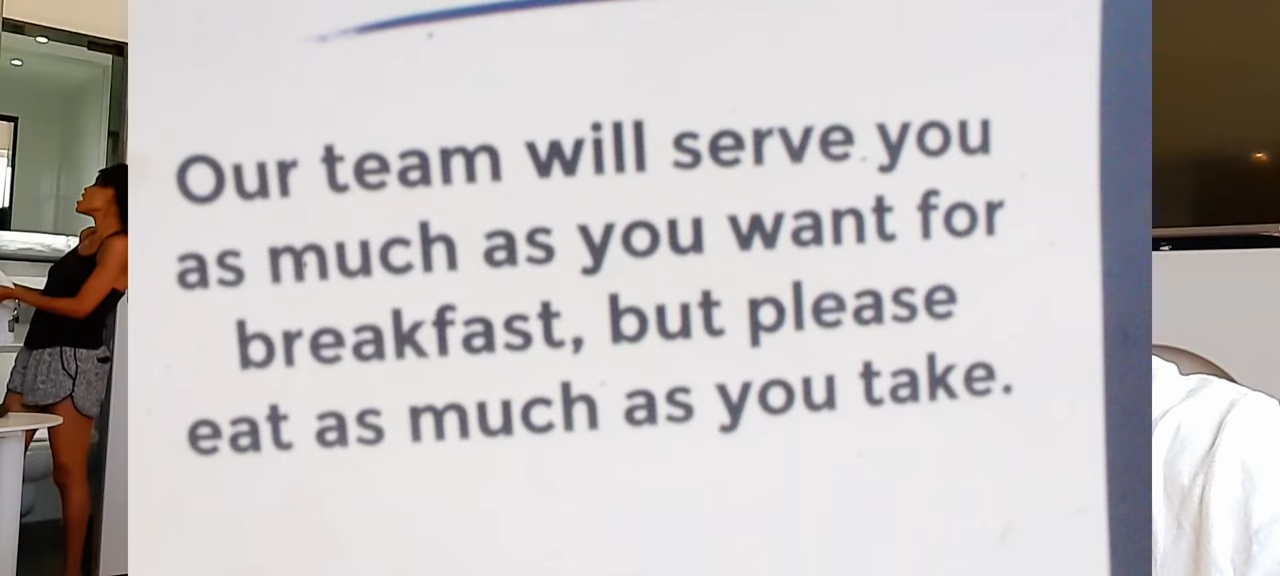 Our team will serve you
as much as you want for
breakfast, but please
eat as much as you take.